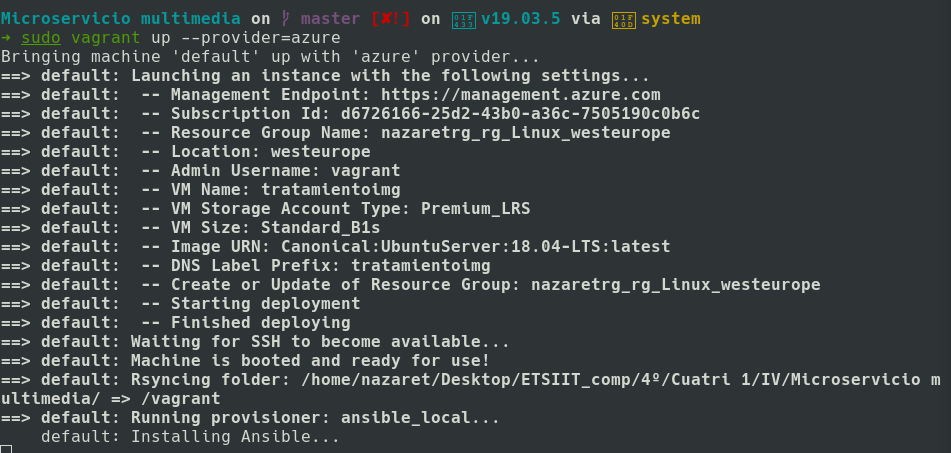 Microservicio multimedia on ᚠ master [✘!] on 01F433 v19.03.5 via 01F40D system
➜ sudo vagrant up --provider=azure
Bringing machine 'default' up with 'azure' provider...
==> default: Launching an instance with the following settings...
==> default:  -- Management Endpoint: https://management.azure.com
==> default:  -- Subscription Id: d6726166-25d2-43b0-a36c-7505190c0b6c
==> default:  -- Resource Group Name: nazaretrg_rg_Linux_westeurope
==> default:  -- Location: westeurope
==> default:  -- Admin Username: vagrant
==> default:  -- VM Name: tratamientoimg
==> default:  -- VM Storage Account Type: Premium_LRS
==> default:  -- VM Size: Standard_B1s
==> default:  -- Image URN: Canonical:UbuntuServer:18.04-LTS:latest
==> default:  -- DNS Label Prefix: tratamientoimg
==> default:  -- Create or Update of Resource Group: nazaretrg_rg_Linux_westeurope
==> default:  -- Starting deployment
==> default:  -- Finished deploying
==> default: Waiting for SSH to become available...
==> default: Machine is booted and ready for use!
==> default: Rsyncing folder: /home/nazaret/Desktop/ETSIIT_comp/4º/Cuatri 1/IV/Microservicio m
ultimedia/ => /vagrant
==> default: Running provisioner: ansible_local...
    default: Installing Ansible...